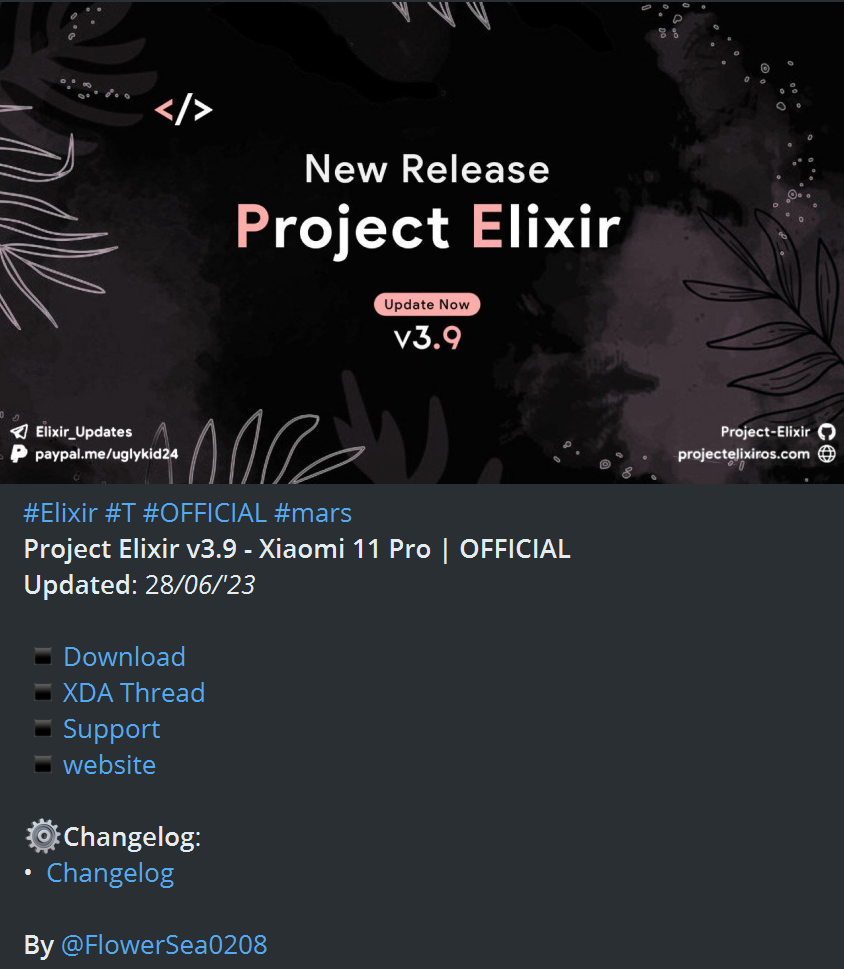 </>
New Release
Project Elixir
Update Now
v3.9
Elixir_Updates
paypal.me/uglykid24
Project-Elixir
projectelixiros.com
#Elixir #T #OFFICIAL #mars
Project Elixir v3.9 - Xiaomi 11 Pro | OFFICIAL
Updated: 28/06/'23
▪️ Download
▪️ XDA Thread
▪️ Support
▪️ website
⚙️Changelog:
• Changelog
By @FlowerSea0208